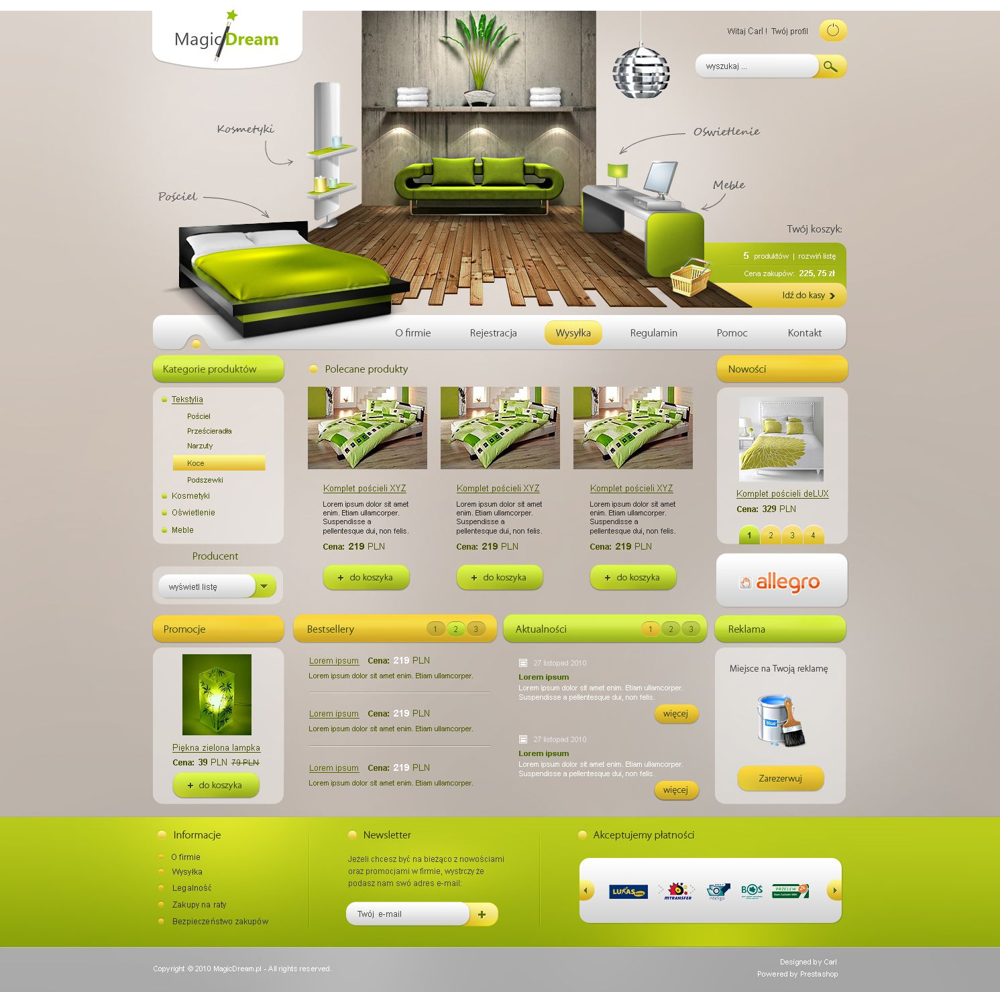 MagicDream
Witaj Carl ! Twój profil
wyszukaj ...
Kosmetyki
Oświetlenie
Pościel
Meble
Twój koszyk:
5 produktów | rozwiń listę
Cena zakupów: 225, 75 zł
Idź do kasy
O firmie
Rejestracja
Wysyłka
Regulamin
Pomoc
Kontakt
Kategorie produktów
Tekstylia
Pościel
Prześcieradła
Narzuty
Koce
Podszewki
Kosmetyki
Oświetlenie
Meble
Producent
wyświetl listę
Polecane produkty
Komplet pościeli XYZ
Lorem ipsum dolor sit amet
enim. Etiam ullamcorper.
Suspendisse a
pellentesque dui, non felis.
Cena: 219 PLN
+ do koszyka
Komplet pościeli XYZ
Lorem ipsum dolor sit amet
enim. Etiam ullamcorper.
Suspendisse a
pellentesque dui, non felis.
Cena: 219 PLN
+ do koszyka
Komplet pościeli XYZ
Lorem ipsum dolor sit amet
enim. Etiam ullamcorper.
Suspendisse a
pellentesque dui, non felis.
Cena: 219 PLN
+ do koszyka
Nowości
Komplet pościeli deLUX
Cena: 329 PLN
1 2 3 4
allegro
Promocje
Piękna zielona lampka
Cena: 39 PLN 79 PLN
+ do koszyka
Bestsellery
1 2 3
Lorem ipsum Cena: 219 PLN
Lorem ipsum dolor sit amet enim. Etiam ullamcorper.
Lorem ipsum Cena: 219 PLN
Lorem ipsum dolor sit amet enim. Etiam ullamcorper.
Lorem ipsum Cena: 219 PLN
Lorem ipsum dolor sit amet enim. Etiam ullamcorper.
Aktualności
1 2 3
27 listopad 2010
Lorem ipsum
Lorem ipsum dolor sit amet enim. Etiam ullamcorper.
Suspendisse a pellentesque dui, non felis.
więcej
27 listopad 2010
Lorem ipsum
Lorem ipsum dolor sit amet enim. Etiam ullamcorper.
Suspendisse a pellentesque dui, non felis.
więcej
Reklama
Miejsce na Twoją reklamę
blue
Zarezerwuj
Informacje
O firmie
Wysyłka
Legalność
Zakupy na raty
Bezpieczeństwo zakupów
Newsletter
Jeżeli chcesz być na bieżąco z nowościami
oraz promocjami w firmie, wystrczy że
podasz nam swó adres e-mail:
Twój e-mail
+
Akceptujemy płatności
LUKAS BANK
mTRANSFER
inteligo
BOŚ
PRZELEW 24
Bank Zachodni WBK
Copyright © 2010 MagicDream.pl - All rights reserved.
Designed by Carl
Powered by Prestashop